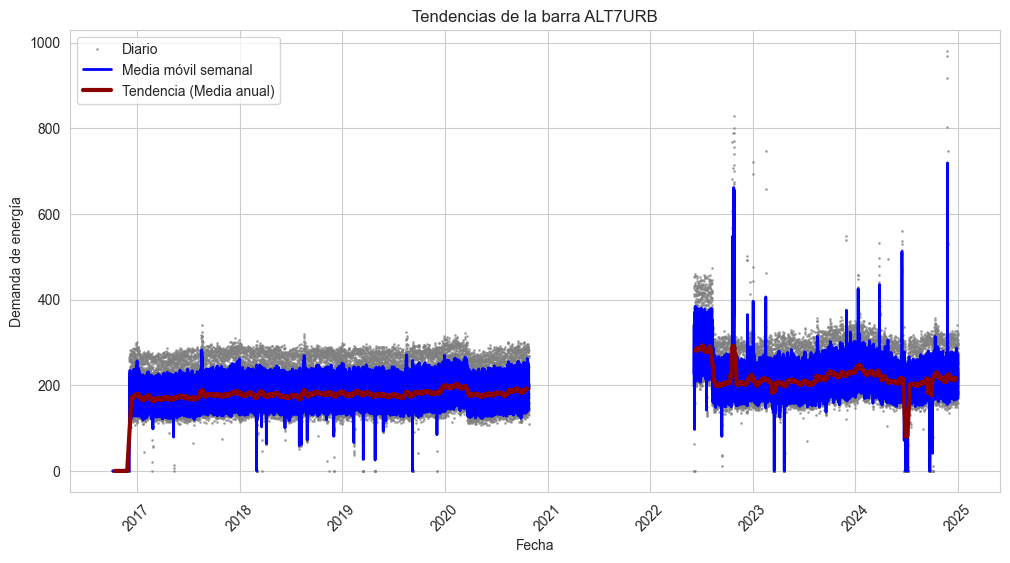 Tendencias de la barra ALT7URB
Diario
Media móvil semanal
Tendencia (Media anual)
Demanda de energía
1000
800
600
400
200
0
2017
2018
2019
2020
2021
2022
2023
2024
2025
Fecha